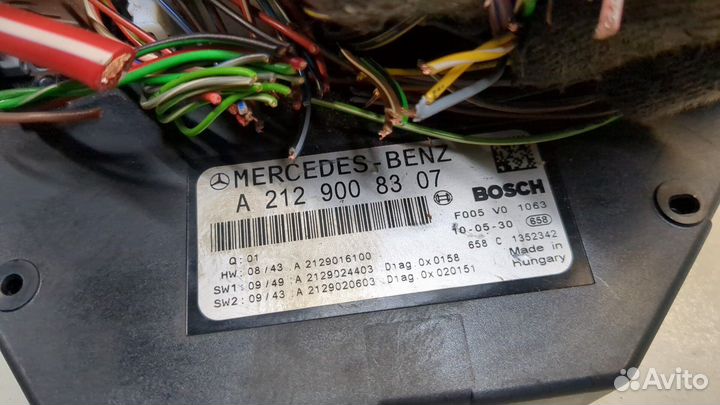 MERCEDES-BENZ
A 212 900 83 07
BOSCH
F005 V0 1063
10-05-30 658
658 C 1352342
Made in
Hungary
Q: 01
HW: 08/43 :A 2129016100
SW1: 09/49 :A 2129024403 Diag 0x0158
SW2: 09/43 :A 2129020603 Diag 0x020151
Avito